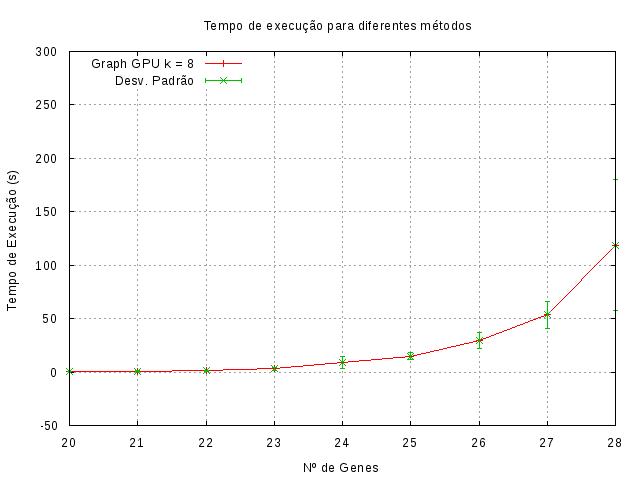 Tempo de execução para diferentes métodos
300
250
200
150
100
50
0
-50
Graph GPU k = 8
Desv. Padrão
Tempo de Execução (s)
20 21 22 23 24 25 26 27 28
Nº de Genes